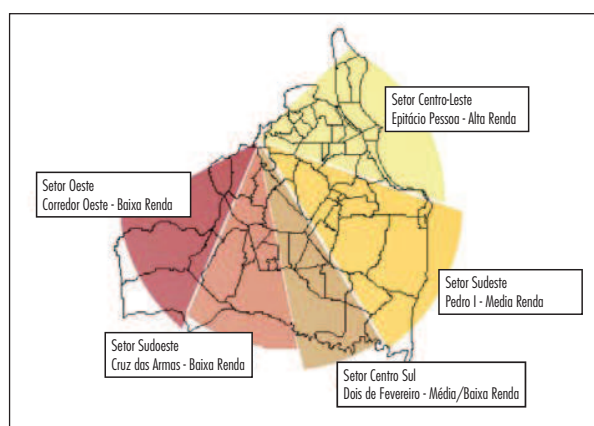 Setor Centro-Leste
Epitácio Pessoa - Alta Renda
Setor Oeste
Corredor Oeste - Baixa Renda
Setor Sudeste
Pedro I - Media Renda
Setor Sudoeste
Cruz das Armas - Baixa Renda
Setor Centro Sul
Dois de Fevereiro - Média/Baixa Renda